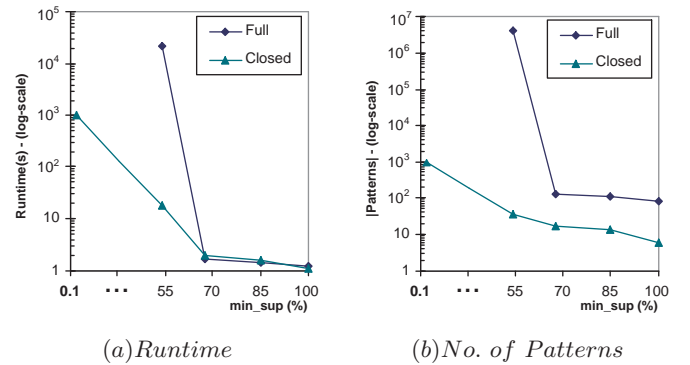 10^5
10^4
10^3
10^2
10
1
Runtime(s) - (log-scale)
Full
Closed
0.1 ... 55 70 85 100
min_sup (%)
(a)Runtime
10^7
10^6
10^5
10^4
10^3
10^2
10
1
|Patterns| - (log-scale)
Full
Closed
0.1 ... 55 70 85 100
min_sup (%)
(b)No. of Patterns